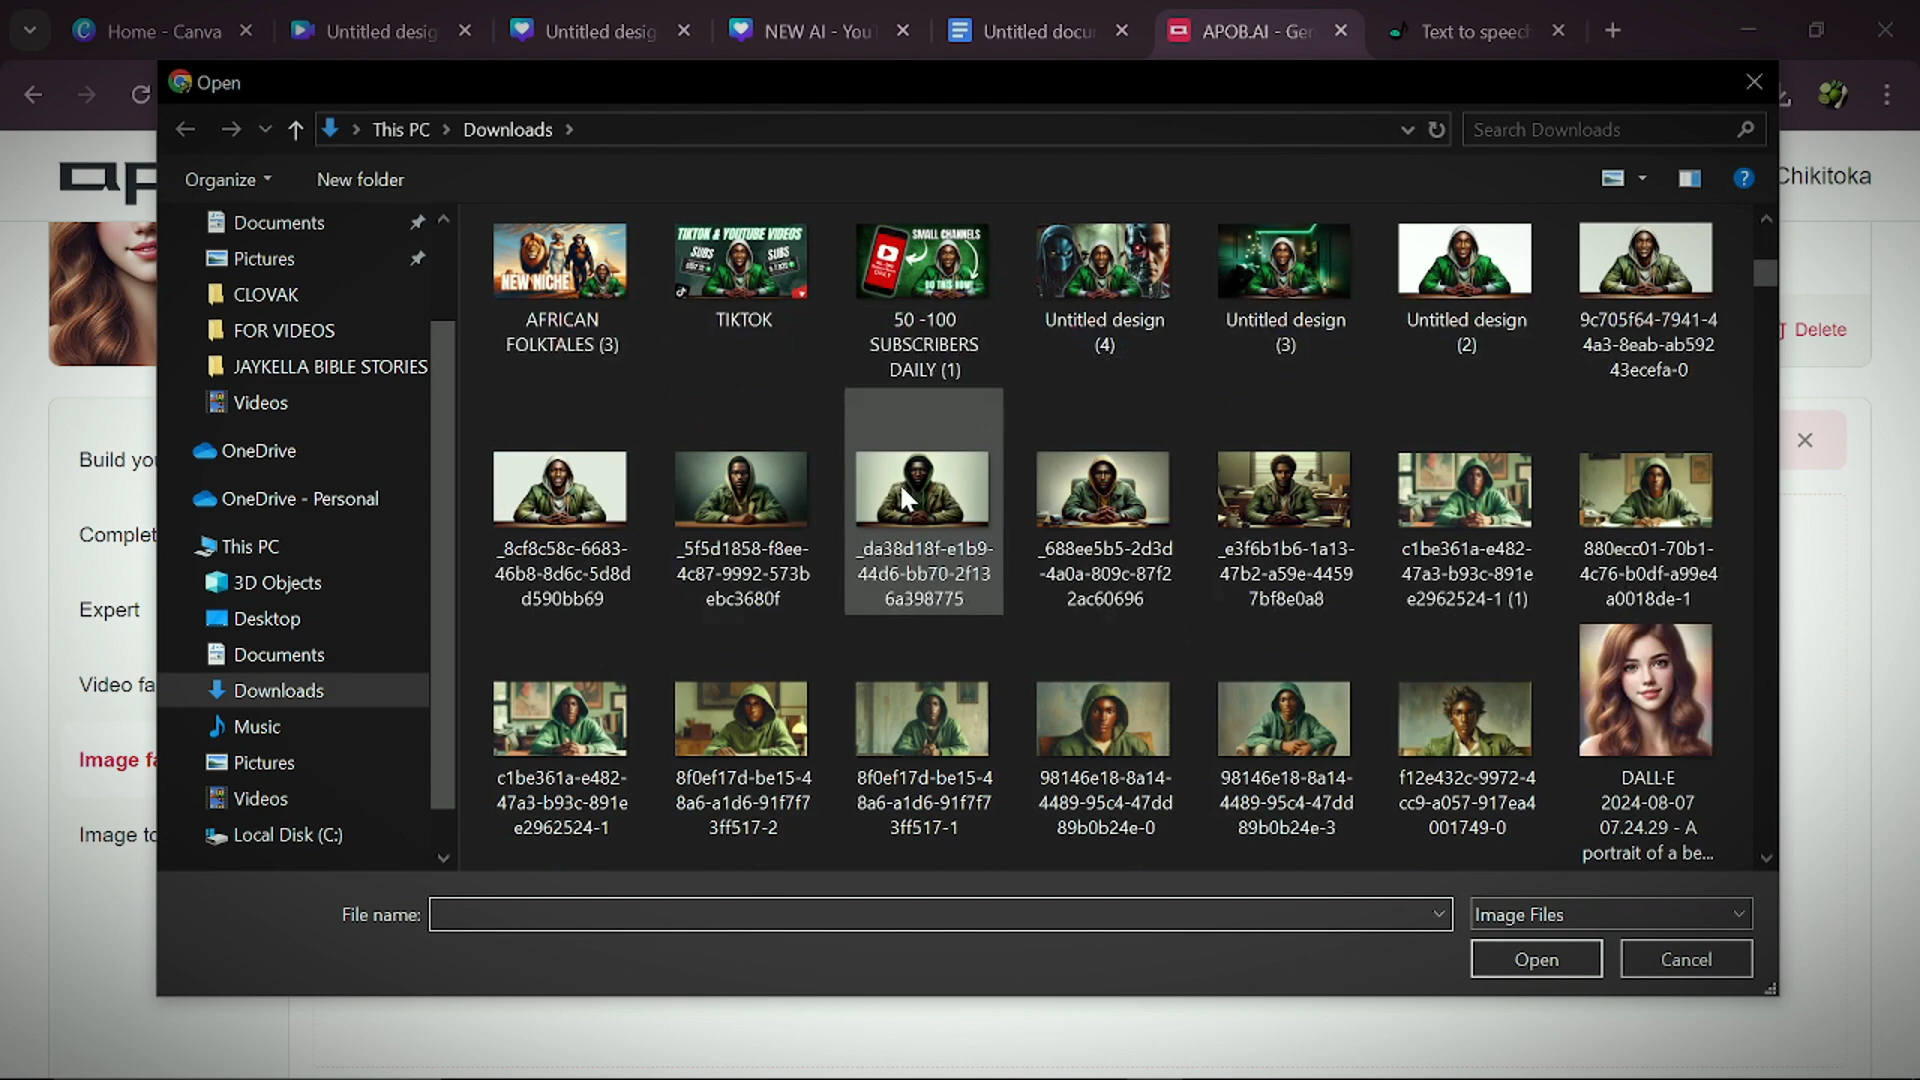 Home - Canva
Untitled desig
Untitled desig
NEW AI - YouT
Untitled docu
APOB.AI - Ger
Text to speech
Open
This PC
Downloads
Search Downloads
Organize
New folder
Chikitoka
Documents
Pictures
CLOVAK
FOR VIDEOS
JAYKELLA BIBLE STORIES
Videos
OneDrive
OneDrive - Personal
This PC
3D Objects
Desktop
Documents
Downloads
Music
Pictures
Videos
Local Disk (C:)
NEW NICHE
TIKTOK & YOUTUBE VIDEOS
SUBS
SUBS
SMALL CHANNELS
DO THIS NOW!
AFRICAN
FOLKTALES (3)
TIKTOK
50 -100
SUBSCRIBERS
DAILY (1)
Untitled design
(4)
Untitled design
(3)
Untitled design
(2)
9c705f64-7941-4
4a3-8eab-ab592
43ecefa-0
_8cf8c58c-6683-
46b8-8d6c-5d8d
d590bb69
_5f5d1858-f8ee-
4c87-9992-573b
ebc3680f
_da38d18f-e1b9-
44d6-bb70-2f13
6a398775
_688ee5b5-2d3d
-4a0a-809c-87f2
2ac60696
_e3f6b1b6-1a13-
47b2-a59e-4459
7bf8e0a8
c1be361a-e482-
47a3-b93c-891e
e2962524-1 (1)
880ecc01-70b1-
4c76-b0df-a99e4
a0018de-1
c1be361a-e482-
47a3-b93c-891e
e2962524-1
8f0ef17d-be15-4
8a6-a1d6-91f7f7
3ff517-2
8f0ef17d-be15-4
8a6-a1d6-91f7f7
3ff517-1
98146e18-8a14-
4489-95c4-47dd
89b0b24e-0
98146e18-8a14-
4489-95c4-47dd
89b0b24e-3
f12e432c-9972-4
cc9-a057-917ea4
001749-0
DALL·E
2024-08-07
07.24.29 - A
portrait of a be...
Delete
Build you
Complet
Expert
Video fa
Image fa
Image to
File name:
Image Files
Open
Cancel